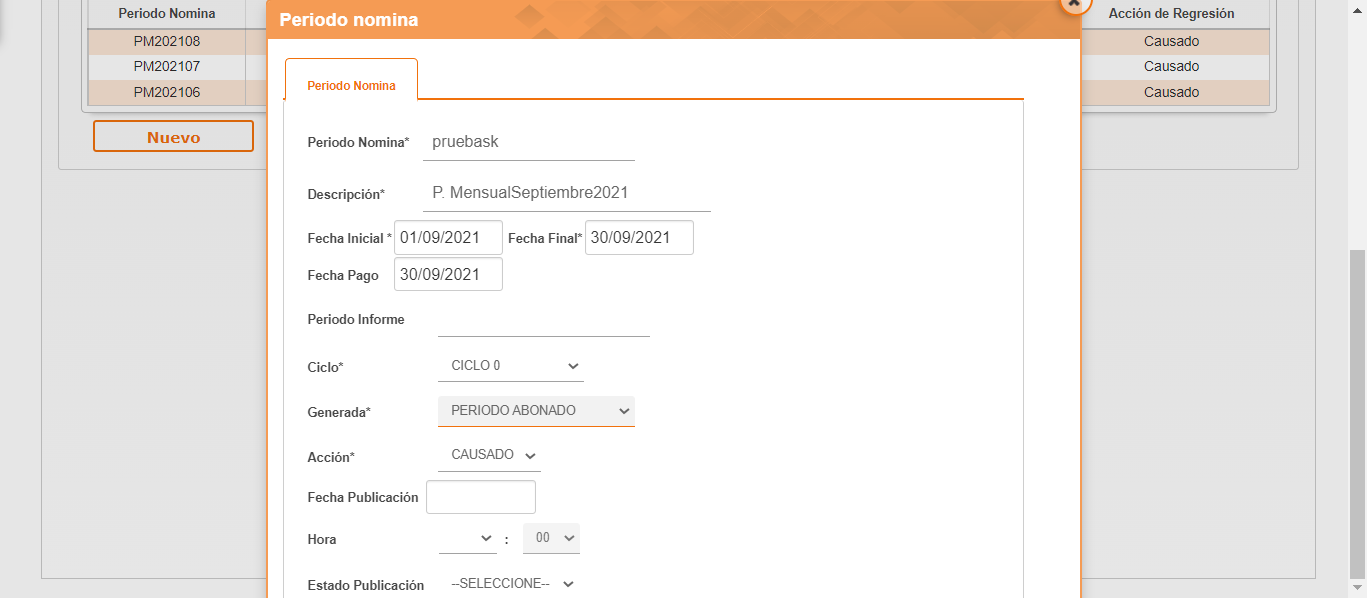 Periodo Nomina
Periodo nomina
Acción de Regresión
PM202108
Causado
PM202107
Causado
PM202106
Causado
Nuevo
Periodo Nomina
Periodo Nomina* pruebask
Descripción* P. MensualSeptiembre2021
Fecha Inicial * 01/09/2021 Fecha Final* 30/09/2021
Fecha Pago 30/09/2021
Periodo Informe
Ciclo* CICLO 0
Generada* PERIODO ABONADO
Acción* CAUSADO
Fecha Publicación
Hora : 00
Estado Publicación --SELECCIONE--